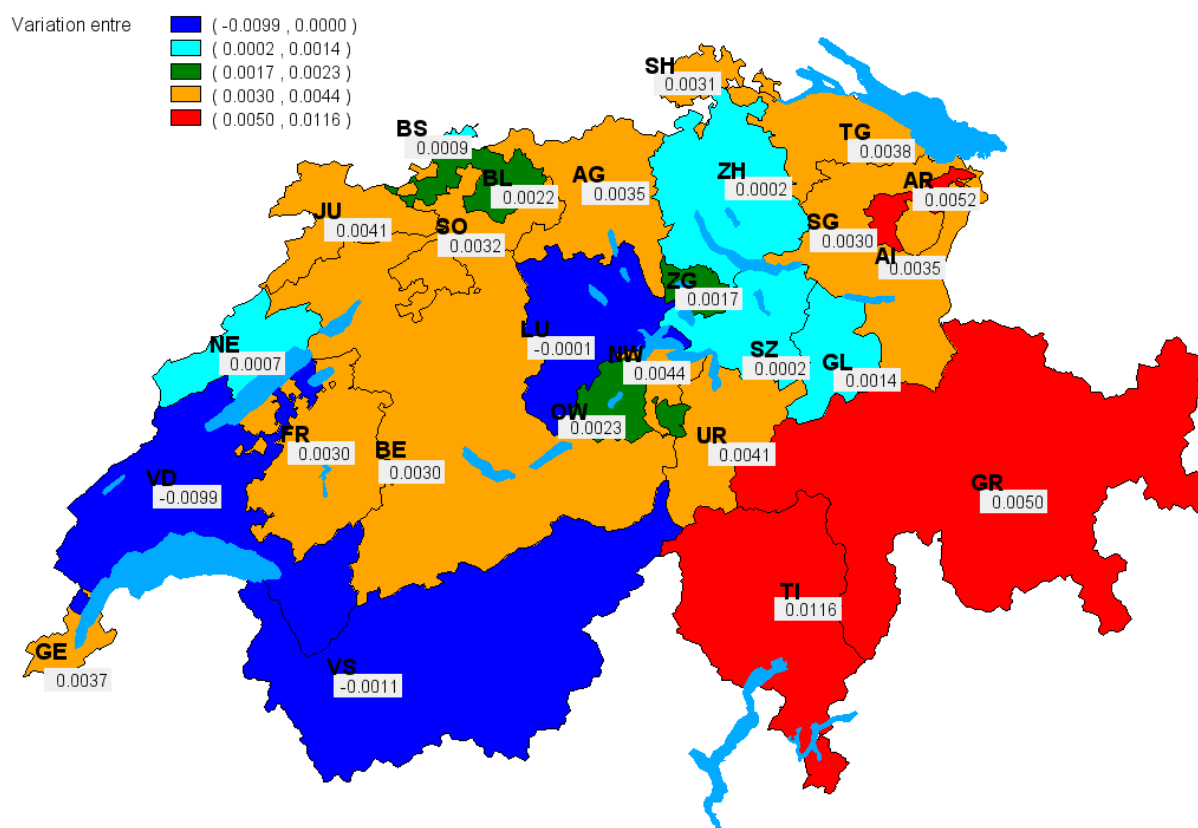 Variation entre
( -0.0099 , 0.0000 )
( 0.0002 , 0.0014 )
( 0.0017 , 0.0023 )
( 0.0030 , 0.0044 )
( 0.0050 , 0.0116 )
SH
0.0031
BS
0.0009
TG
0.0038
BL
0.0022
AG
0.0035
ZH
0.0002
AR
0.0052
JU
0.0041
SO
0.0032
SG
0.0030
AI
0.0035
ZG
0.0017
NE
0.0007
LU
-0.0001
NW
0.0044
SZ
0.0002
GL
0.0014
OW
0.0023
FR
0.0030
BE
0.0030
UR
0.0041
VD
-0.0099
GR
0.0050
TI
0.0116
GE
0.0037
VS
-0.0011